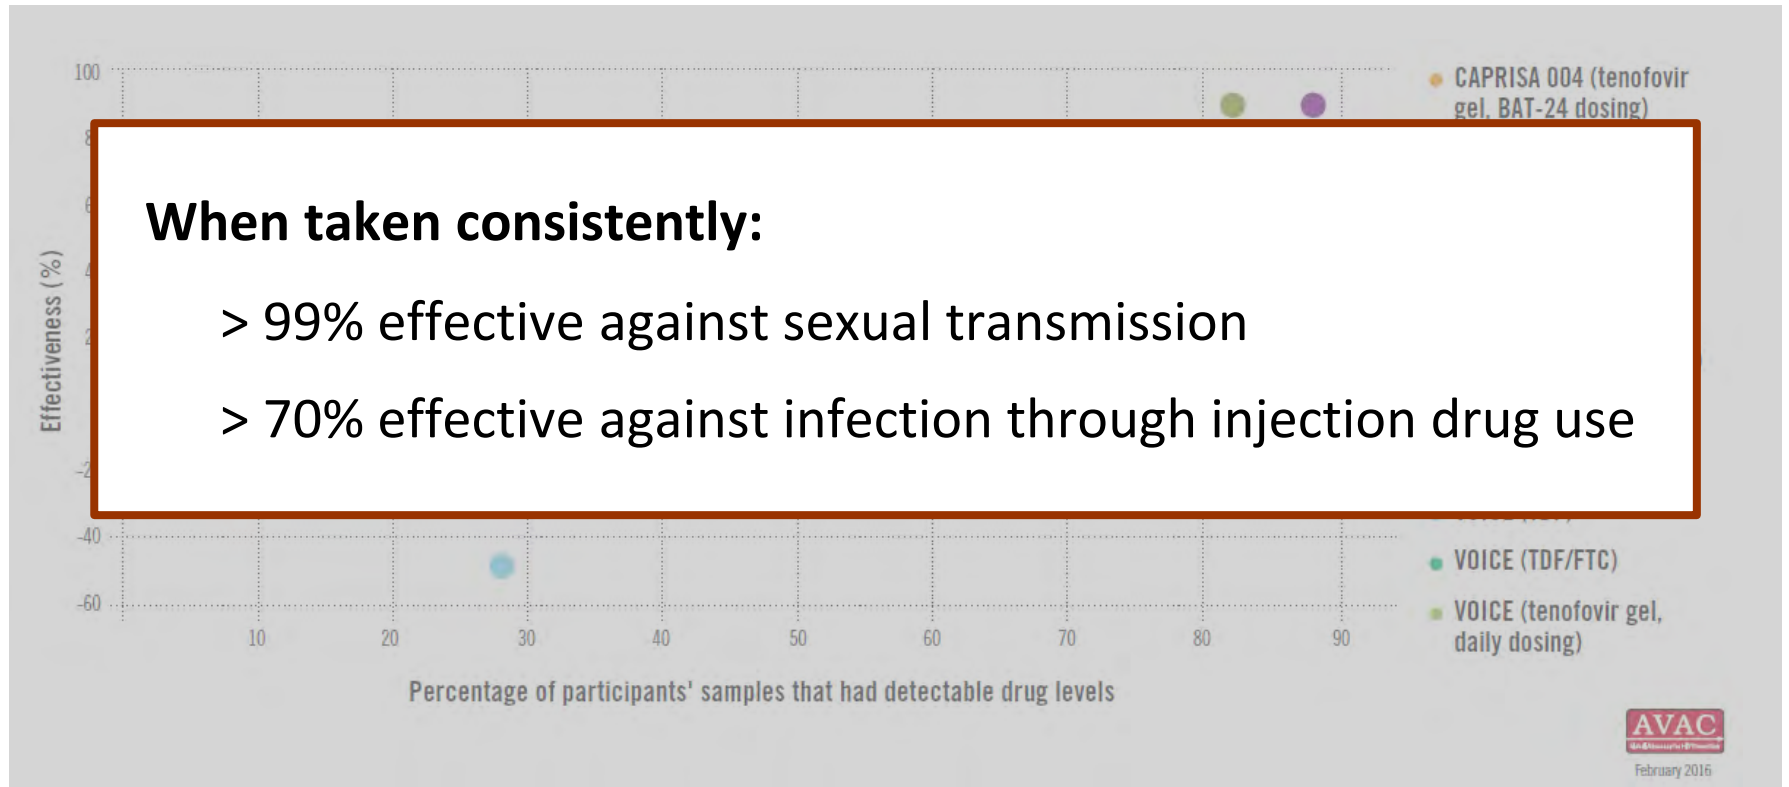 100
CAPRISA 004 (tenofovir
gel, BAT-24 dosing)
When taken consistently:
> 99% effective against sexual transmission
> 70% effective against infection through injection drug use
Effectiveness (%)
-40
VOICE (TDF/FTC)
-60
VOICE (tenofovir gel,
daily dosing)
10 20 30 40 50 60 70 80 90
Percentage of participants' samples that had detectable drug levels
AVAC
February 2016